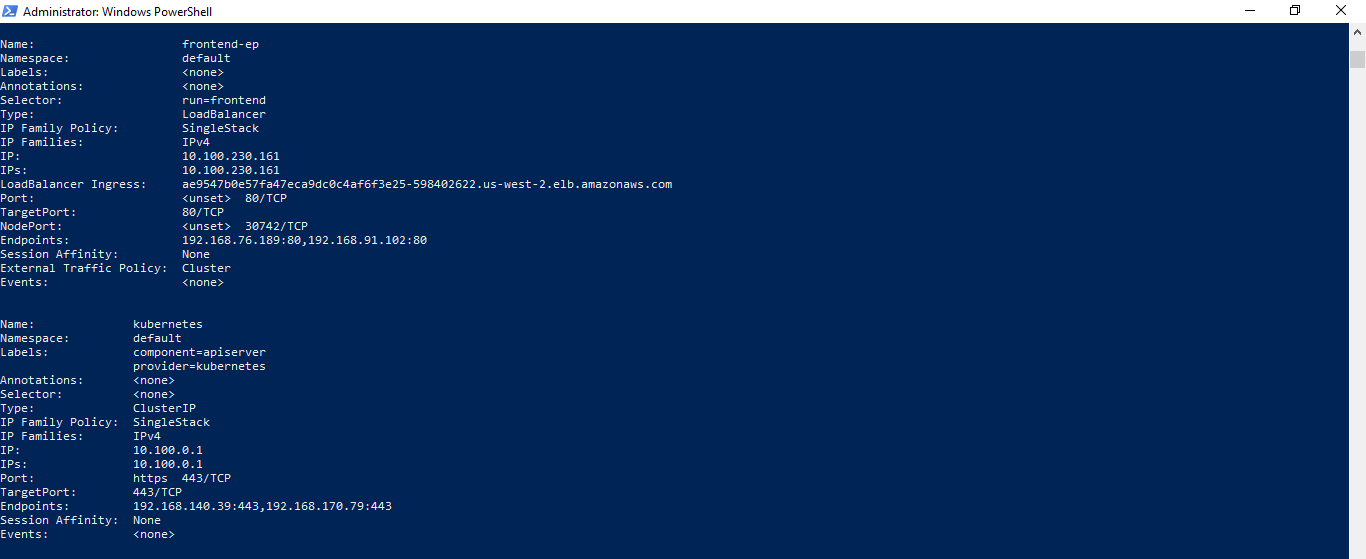 Administrator: Windows PowerShell
Name:                     frontend-ep
Namespace:                default
Labels:                   <none>
Annotations:              <none>
Selector:                 run=frontend
Type:                     LoadBalancer
IP Family Policy:         SingleStack
IP Families:              IPv4
IP:                       10.100.230.161
IPs:                      10.100.230.161
LoadBalancer Ingress:     ae9547b0e57fa47eca9dc0c4af6f3e25-598402622.us-west-2.elb.amazonaws.com
Port:                     <unset>  80/TCP
TargetPort:               80/TCP
NodePort:                 <unset>  30742/TCP
Endpoints:                192.168.76.189:80,192.168.91.102:80
Session Affinity:         None
External Traffic Policy:  Cluster
Events:                   <none>
Name:              kubernetes
Namespace:         default
Labels:            component=apiserver
                   provider=kubernetes
Annotations:       <none>
Selector:          <none>
Type:              ClusterIP
IP Family Policy:  SingleStack
IP Families:       IPv4
IP:                10.100.0.1
IPs:               10.100.0.1
Port:              https  443/TCP
TargetPort:        443/TCP
Endpoints:         192.168.140.39:443,192.168.170.79:443
Session Affinity:  None
Events:            <none>